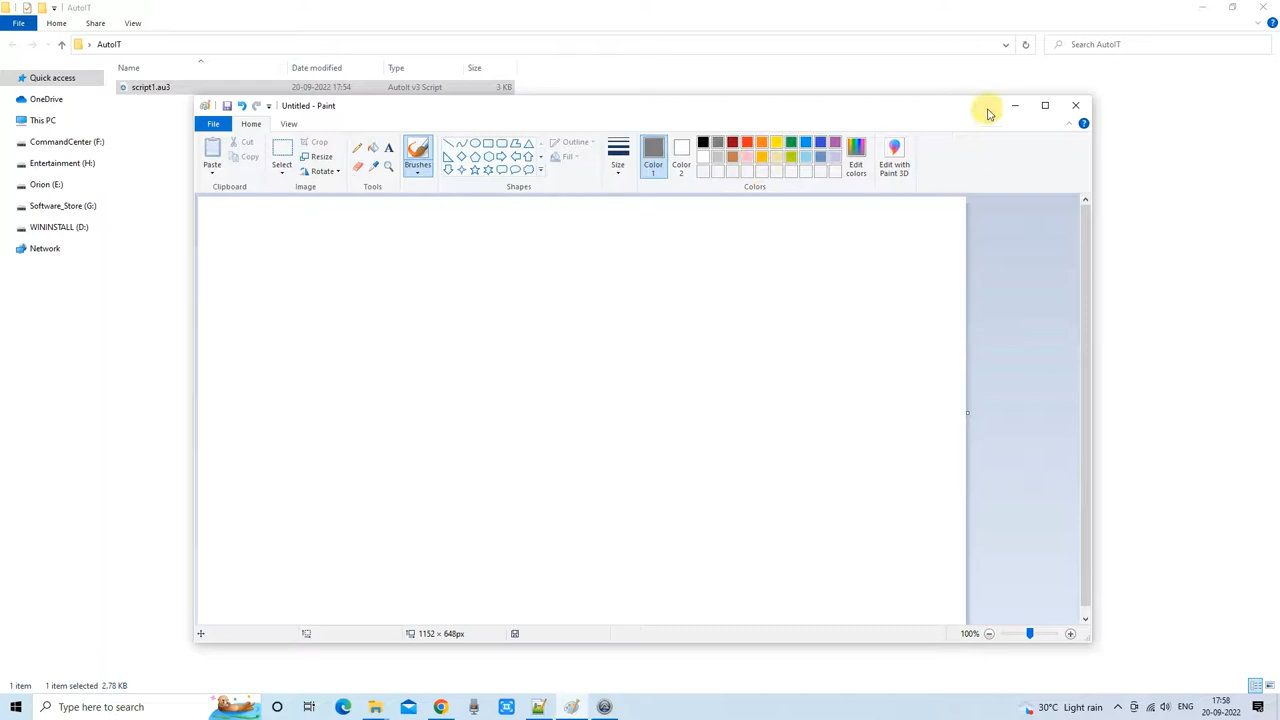 AutoIT
File Home Share View
AutoIT
Search AutoIT
Name Date modified Type Size
script1.au3 20-09-2022 17:54 AutoIt v3 Script 3 KB
Quick access
OneDrive
This PC
CommandCenter (F:)
Entertainment (H:)
Orion (E:)
Software_Store (G:)
WININSTALL (D:)
Network
Untitled - Paint
File Home View
Paste
Cut
Copy
Clipboard
Select
Crop
Resize
Rotate
Image
A
Tools
Brushes
Outline
Fill
Shapes
Size
Color 1
Color 2
Edit colors
Colors
Edit with Paint 3D
1152 × 648px
100%
1 item 1 item selected 2.78 KB
Type here to search
30°C Light rain
ENG
17:58
20-09-2022